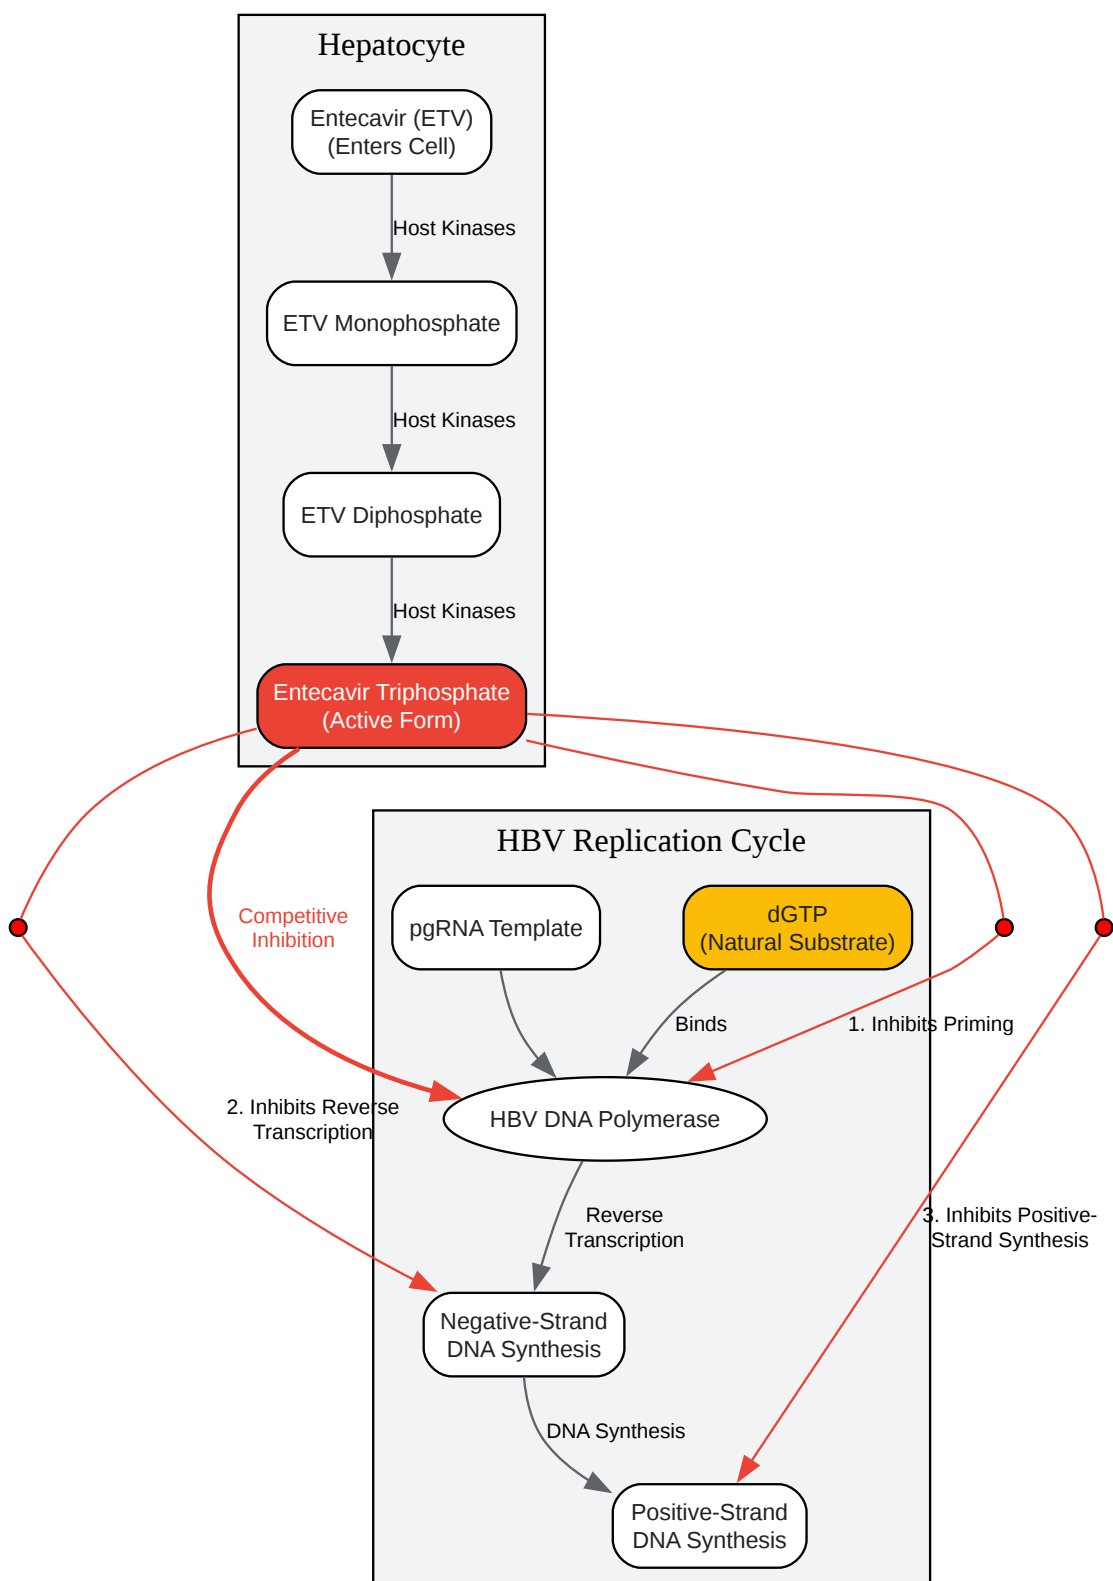 Hepatocyte
Entecavir (ETV)
(Enters Cell)
Host Kinases
ETV Monophosphate
Host Kinases
ETV Diphosphate
Host Kinases
Entecavir Triphosphate
(Active Form)
HBV Replication Cycle
Competitive
Inhibition
pgRNA Template
dGTP
(Natural Substrate)
Binds
1. Inhibits Priming
2. Inhibits Reverse
Transcription
HBV DNA Polymerase
Reverse
Transcription
3. Inhibits Positive-
Strand Synthesis
Negative-Strand
DNA Synthesis
DNA Synthesis
Positive-Strand
DNA Synthesis